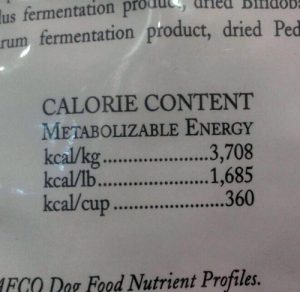 fermentation product, dried
fermentation product, dried Ped
CALORIE CONTENT
METABOLIZABLE ENERGY
kcal/kg....................3,708
kcal/lb.....................1,685
kcal/cup.....................360
Dog Food Nutrient Profiles.